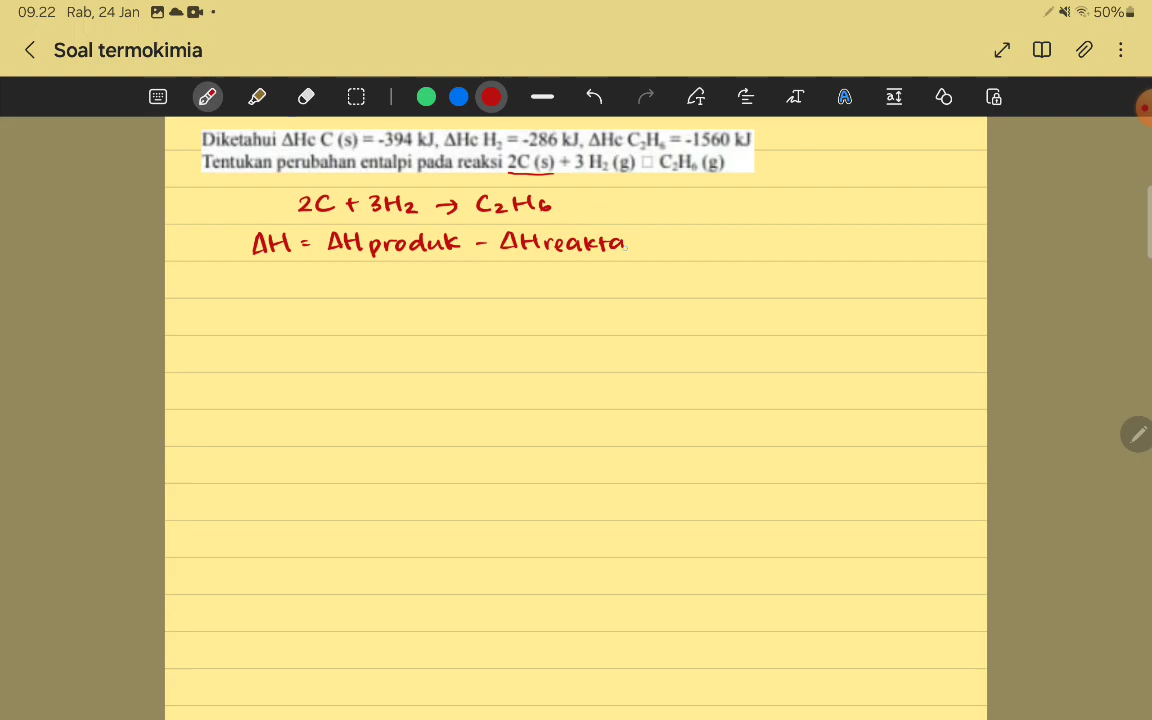 09.22 Rab, 24 Jan
50%
Soal termokimia
Diketahui ΔHc C (s) = -394 kJ, ΔHc H₂ = -286 kJ, ΔHc C₂H₆ = -1560 kJ
Tentukan perubahan entalpi pada reaksi 2C (s) + 3 H₂ (g) □ C₂H₆ (g)
2C + 3H₂ → C₂H₆
ΔH = ΔH produk - ΔH reakta